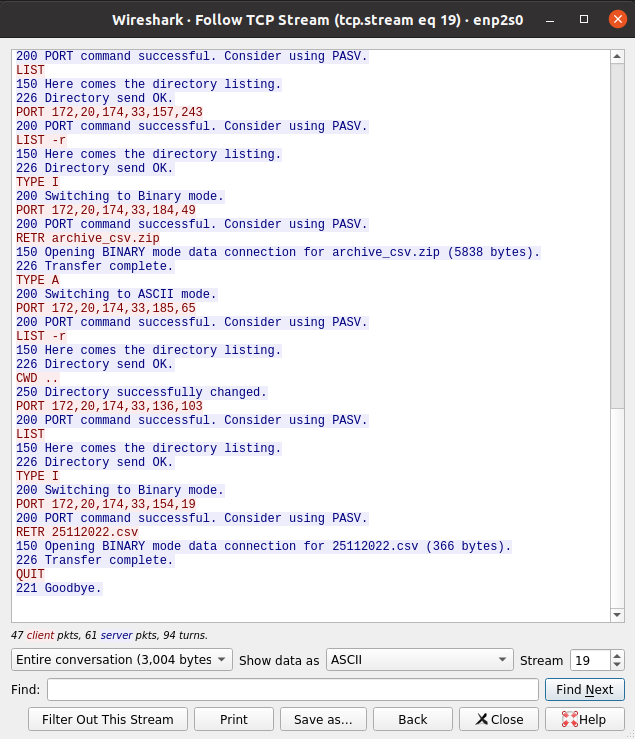 Wireshark · Follow TCP Stream (tcp.stream eq 19) · enp2s0
200 PORT command successful. Consider using PASV.
LIST
150 Here comes the directory listing.
226 Directory send OK.
PORT 172,20,174,33,157,243
200 PORT command successful. Consider using PASV.
LIST -r
150 Here comes the directory listing.
226 Directory send OK.
TYPE I
200 Switching to Binary mode.
PORT 172,20,174,33,184,49
200 PORT command successful. Consider using PASV.
RETR archive_csv.zip
150 Opening BINARY mode data connection for archive_csv.zip (5838 bytes).
226 Transfer complete.
TYPE A
200 Switching to ASCII mode.
PORT 172,20,174,33,185,65
200 PORT command successful. Consider using PASV.
LIST -r
150 Here comes the directory listing.
226 Directory send OK.
CWD ..
250 Directory successfully changed.
PORT 172,20,174,33,136,103
200 PORT command successful. Consider using PASV.
LIST
150 Here comes the directory listing.
226 Directory send OK.
TYPE I
200 Switching to Binary mode.
PORT 172,20,174,33,154,19
200 PORT command successful. Consider using PASV.
RETR 25112022.csv
150 Opening BINARY mode data connection for 25112022.csv (366 bytes).
226 Transfer complete.
QUIT
221 Goodbye.
47 client pkts, 61 server pkts, 94 turns.
Entire conversation (3,004 bytes Show data as ASCII Stream 19
Find: Find Next
Filter Out This Stream Print Save as... Back Close Help